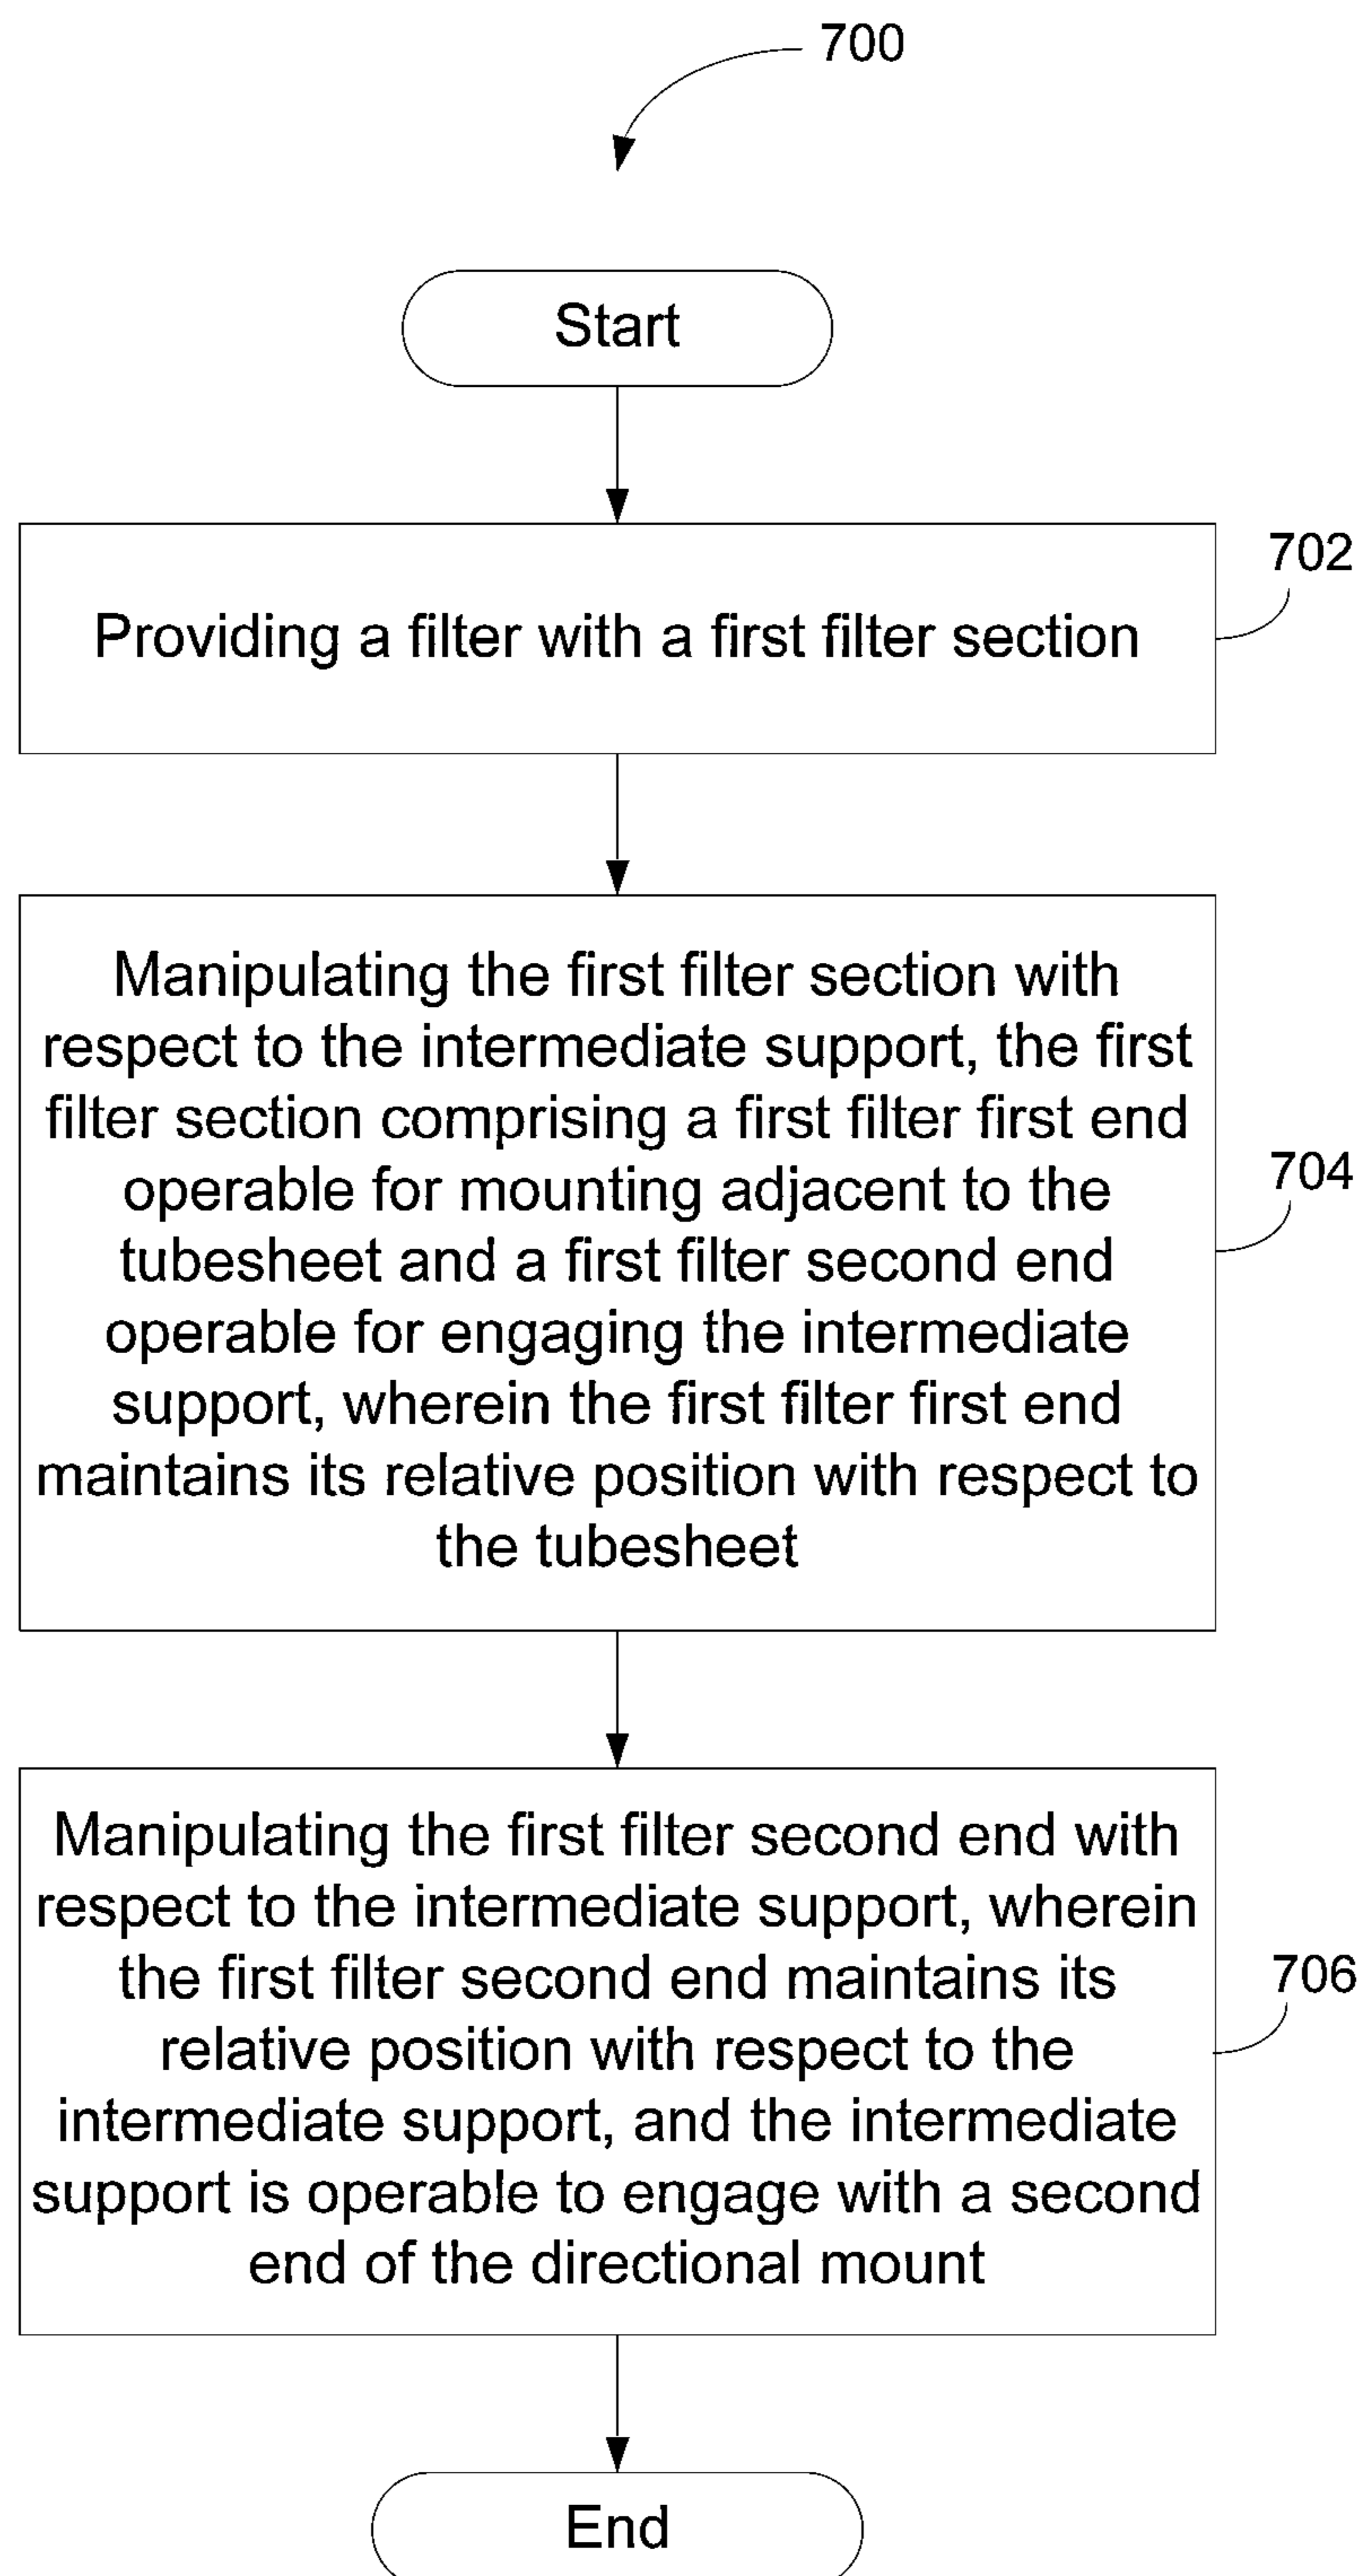 700
Start
702
Providing a filter with a first filter section
Manipulating the first filter section with
respect to the intermediate support, the first
filter section comprising a first filter first end
operable for mounting adjacent to the
tubesheet and a first filter second end
operable for engaging the intermediate
support, wherein the first filter first end
maintains its relative position with respect to
the tubesheet
704
Manipulating the first filter second end with
respect to the intermediate support, wherein
the first filter second end maintains its
relative position with respect to the
intermediate support, and the intermediate
support is operable to engage with a second
end of the directional mount
706
End